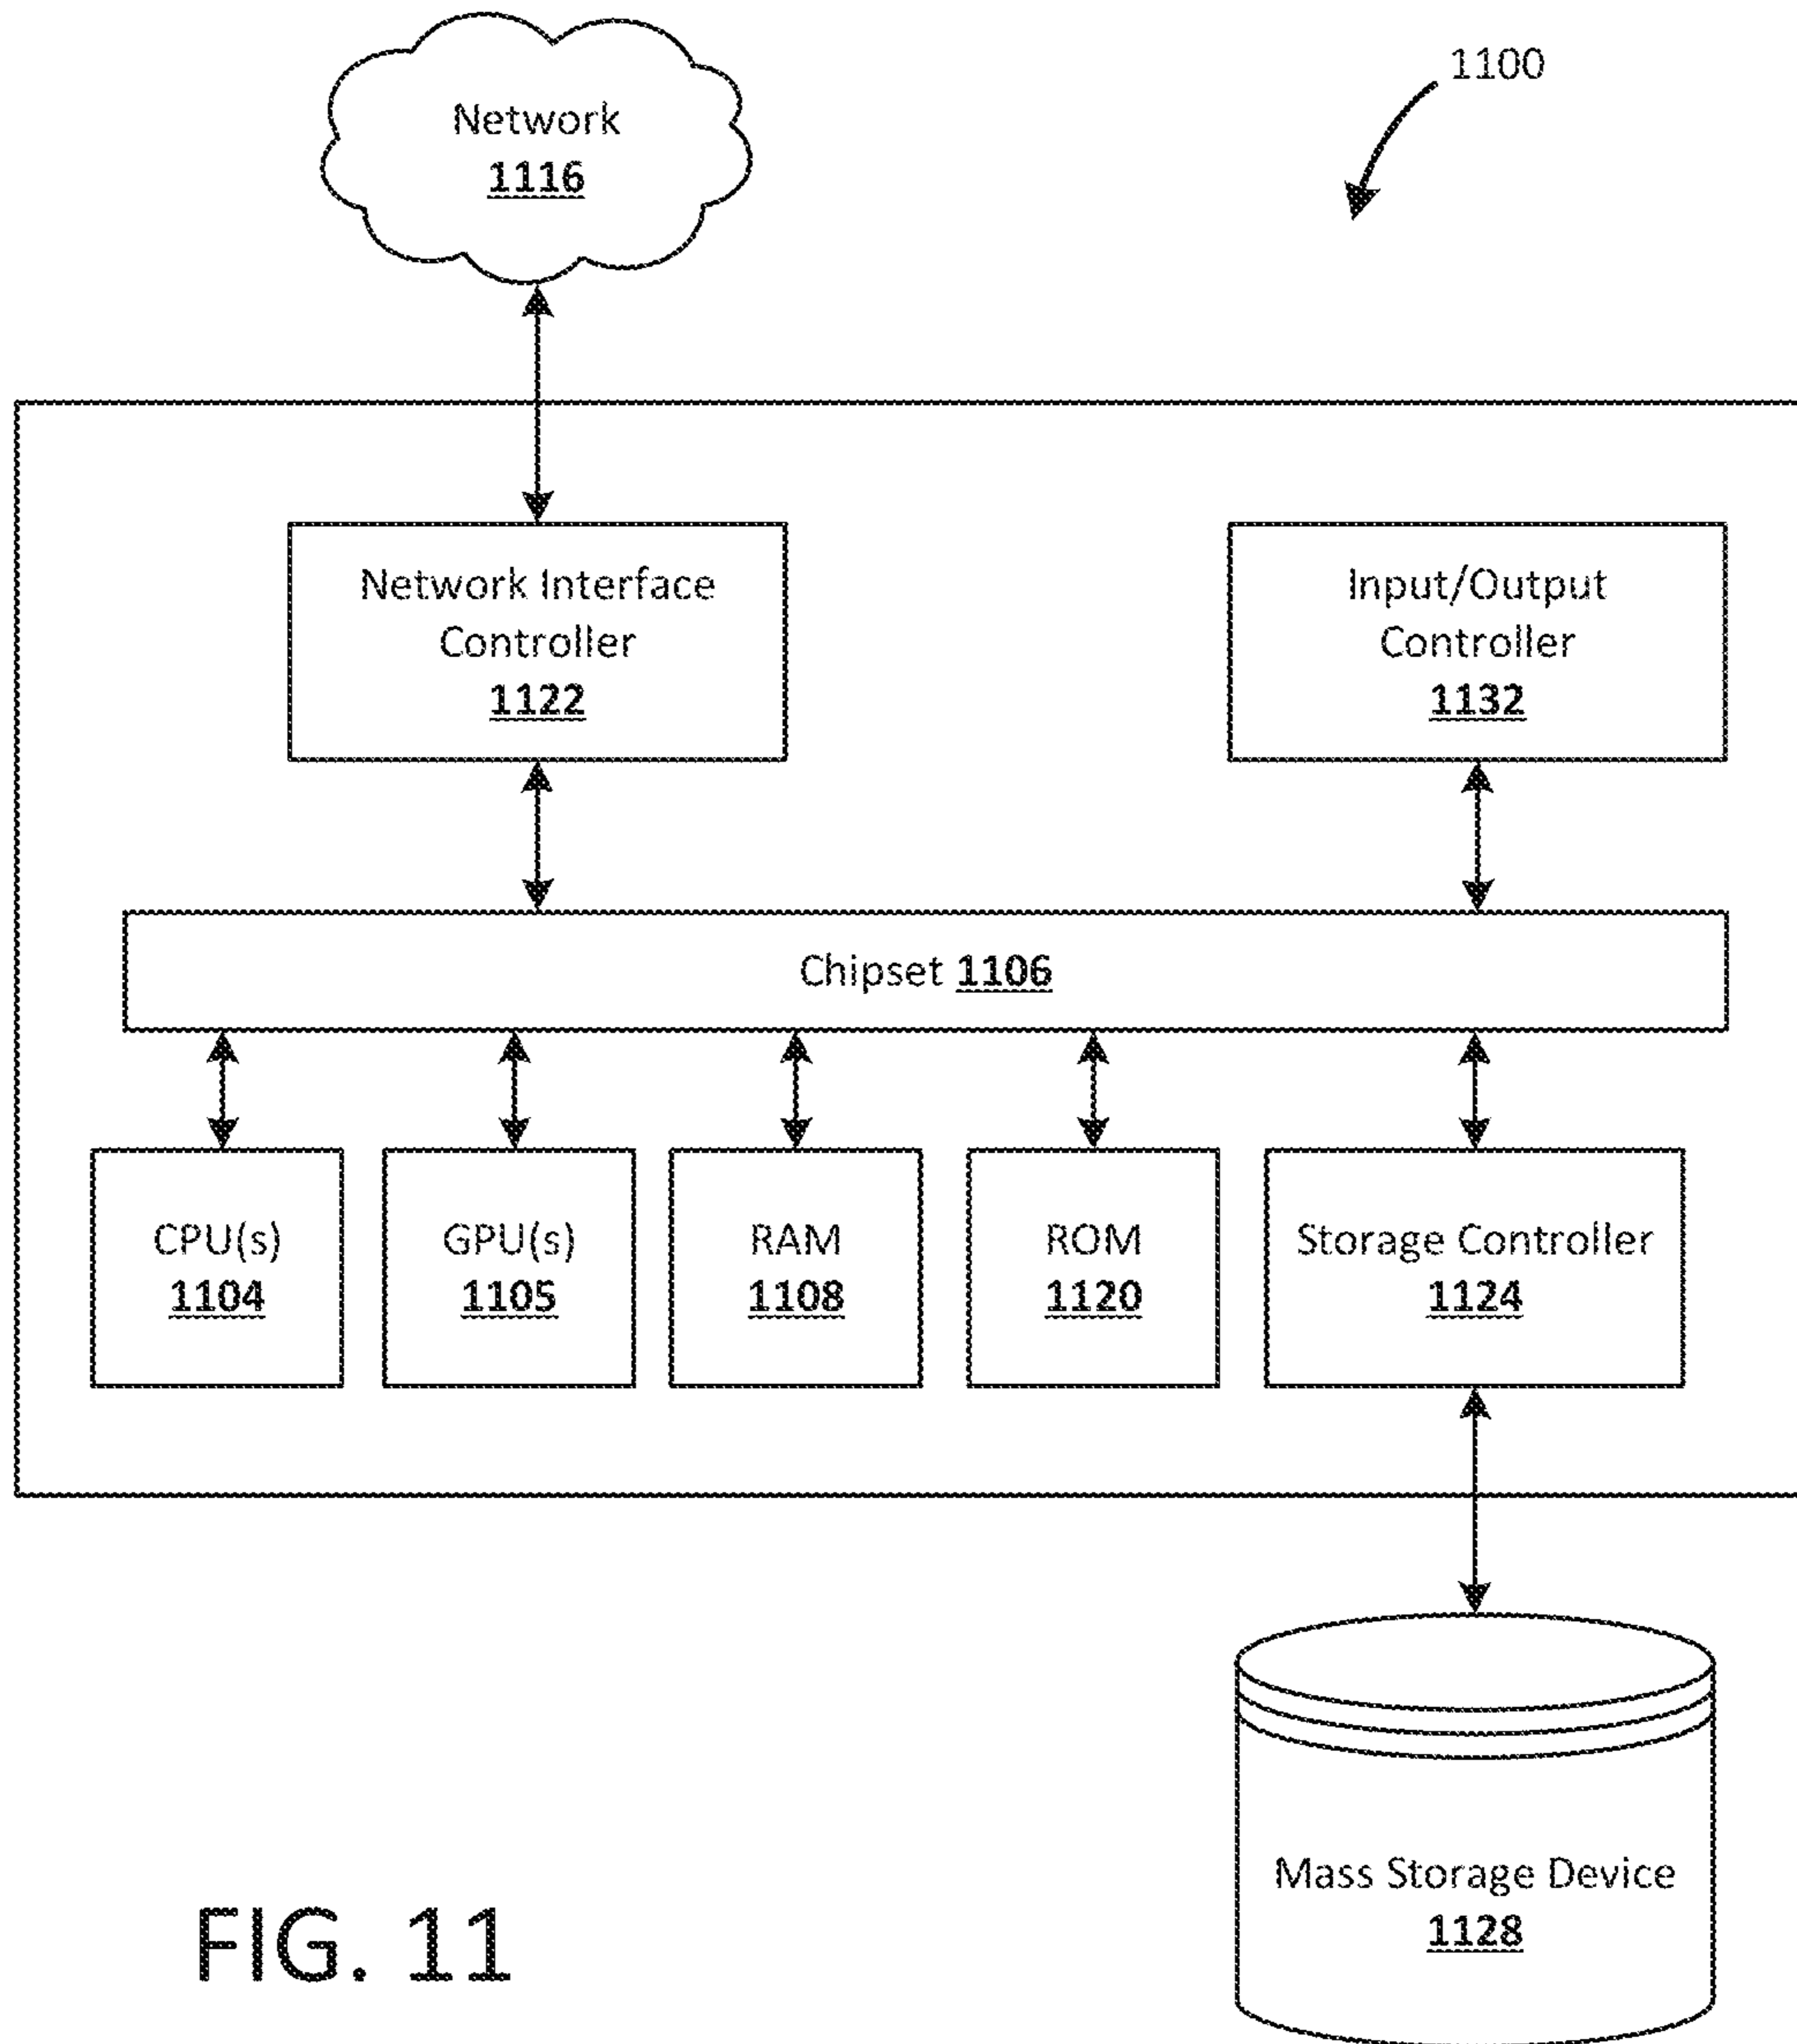 1100
Network
1116
Network Interface
Controller
1122
Input/Output
Controller
1132
Chipset 1106
CPU(s)
1104
GPU(s)
1105
RAM
1108
ROM
1120
Storage Controller
1124
Mass Storage Device
1128
FIG. 11